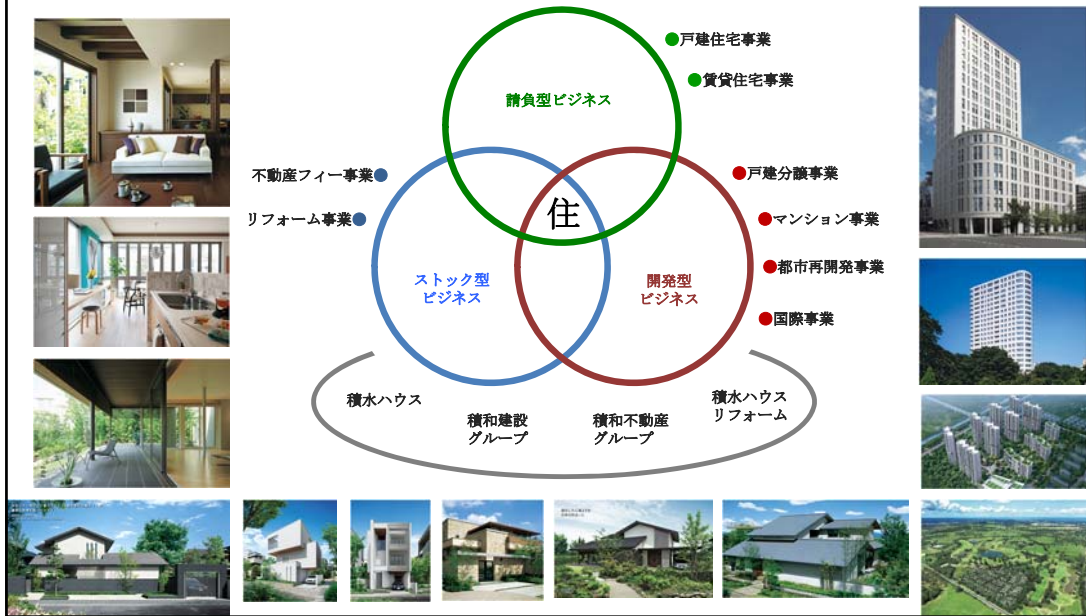 戸建住宅事業
賃貸住宅事業
請負型ビジネス
不動産フィー事業
リフォーム事業
住
戸建分譲事業
マンション事業
都市再開発事業
国際事業
ストック型
ビジネス
開発型
ビジネス
積水ハウス
積和建設
グループ
積和不動産
グループ
積水ハウス
リフォーム